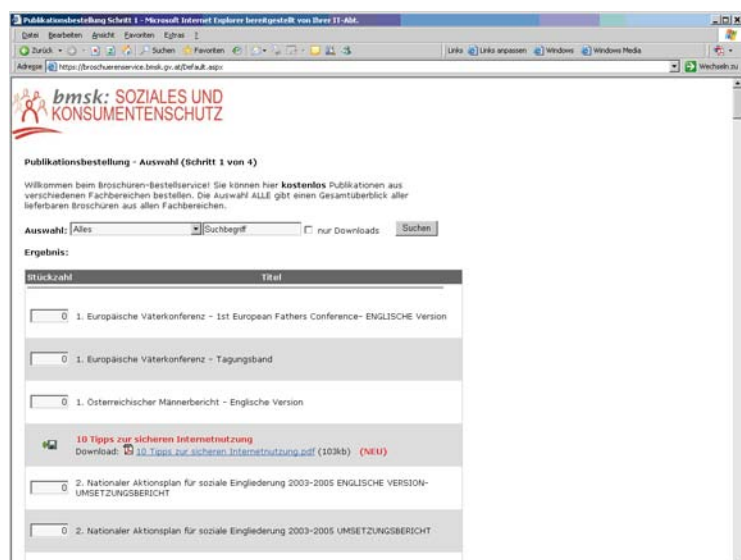 Publikationsbestellung Schritt 1 - Microsoft Internet Explorer bereitgestellt von Ihrer IT-Abt.
Datei Bearbeiten Ansicht Favoriten Extras ?
Zurück Suchen Favoriten Links Links anpassen Windows Windows Media
Adresse https://broschuerenservice.bmsk.gv.at/Default.aspx Wechseln zu
bmsk: SOZIALES UND
KONSUMENTENSCHUTZ
Publikationsbestellung - Auswahl (Schritt 1 von 4)
Willkommen beim Broschüren-Bestellservice! Sie können hier kostenlos Publikationen aus
verschiedenen Fachbereichen bestellen. Die Auswahl ALLE gibt einen Gesamtüberblick aller
lieferbaren Broschüren aus allen Fachbereichen.
Auswahl: Alles Suchbegriff nur Downloads Suchen
Ergebnis:
Stückzahl Titel
0 1. Europäische Väterkonferenz - 1st European Fathers Conference- ENGLISCHE Version
0 1. Europäische Väterkonferenz - Tagungsband
0 1. Österreichischer Männerbericht - Englische Version
10 Tipps zur sicheren Internetnutzung
Download: 10 Tipps zur sicheren Internetnutzung.pdf (103kb) (NEU)
0 2. Nationaler Aktionsplan für soziale Eingliederung 2003-2005 ENGLISCHE VERSION-
UMSETZUNGSBERICHT
0 2. Nationaler Aktionsplan für soziale Eingliederung 2003-2005 UMSETZUNGSBERICHT